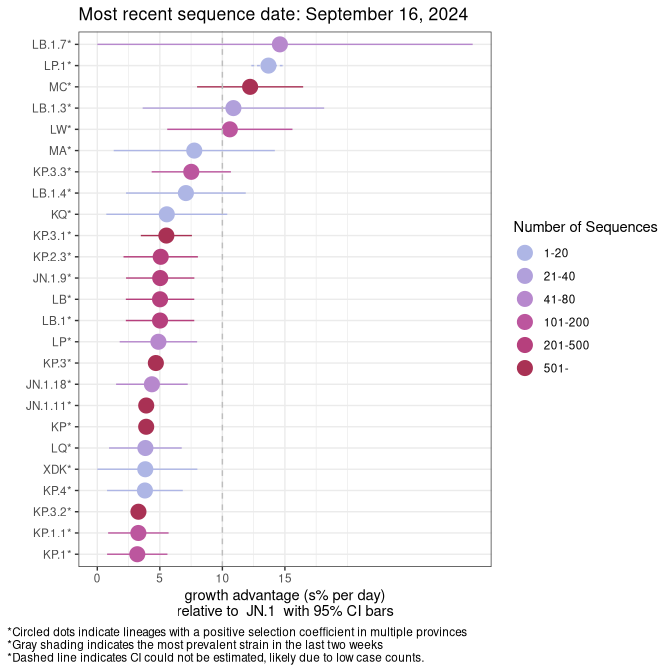 Most recent sequence date: September 16, 2024
LB.1.7*
LP.1*
MC*
LB.1.3*
LW*
MA*
KP.3.3*
LB.1.4*
KQ*
KP.3.1*
KP.2.3*
JN.1.9*
LB*
LB.1*
LP*
KP.3*
JN.1.18*
JN.1.11*
KP*
LQ*
XDK*
KP.4*
KP.3.2*
KP.1.1*
KP.1*
0 5 10 15
growth advantage (s% per day)
relative to JN.1 with 95% CI bars
Number of Sequences
1-20
21-40
41-80
101-200
201-500
501-
*Circled dots indicate lineages with a positive selection coefficient in multiple provinces
*Gray shading indicates the most prevalent strain in the last two weeks
*Dashed line indicates CI could not be estimated, likely due to low case counts.